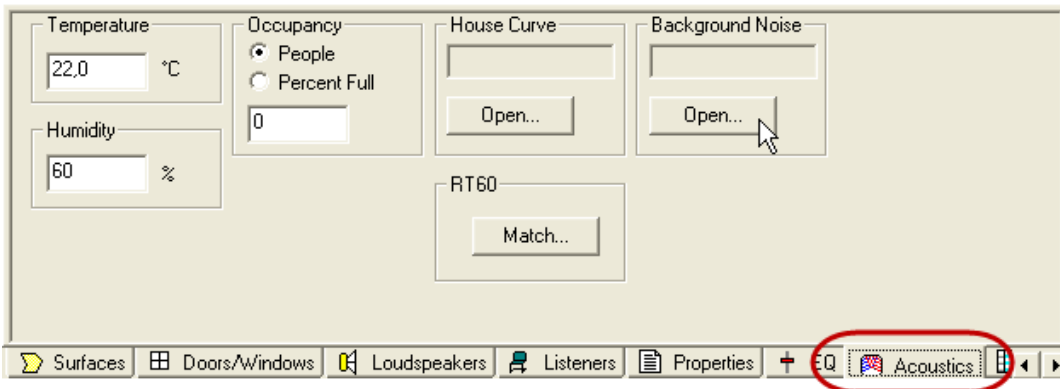 Temperature
22,0 °C
Humidity
60 %
Occupancy
People
Percent Full
0
House Curve
Open...
Background Noise
Open...
RT60
Match...
Surfaces Doors/Windows Loudspeakers Listeners Properties EQ Acoustics